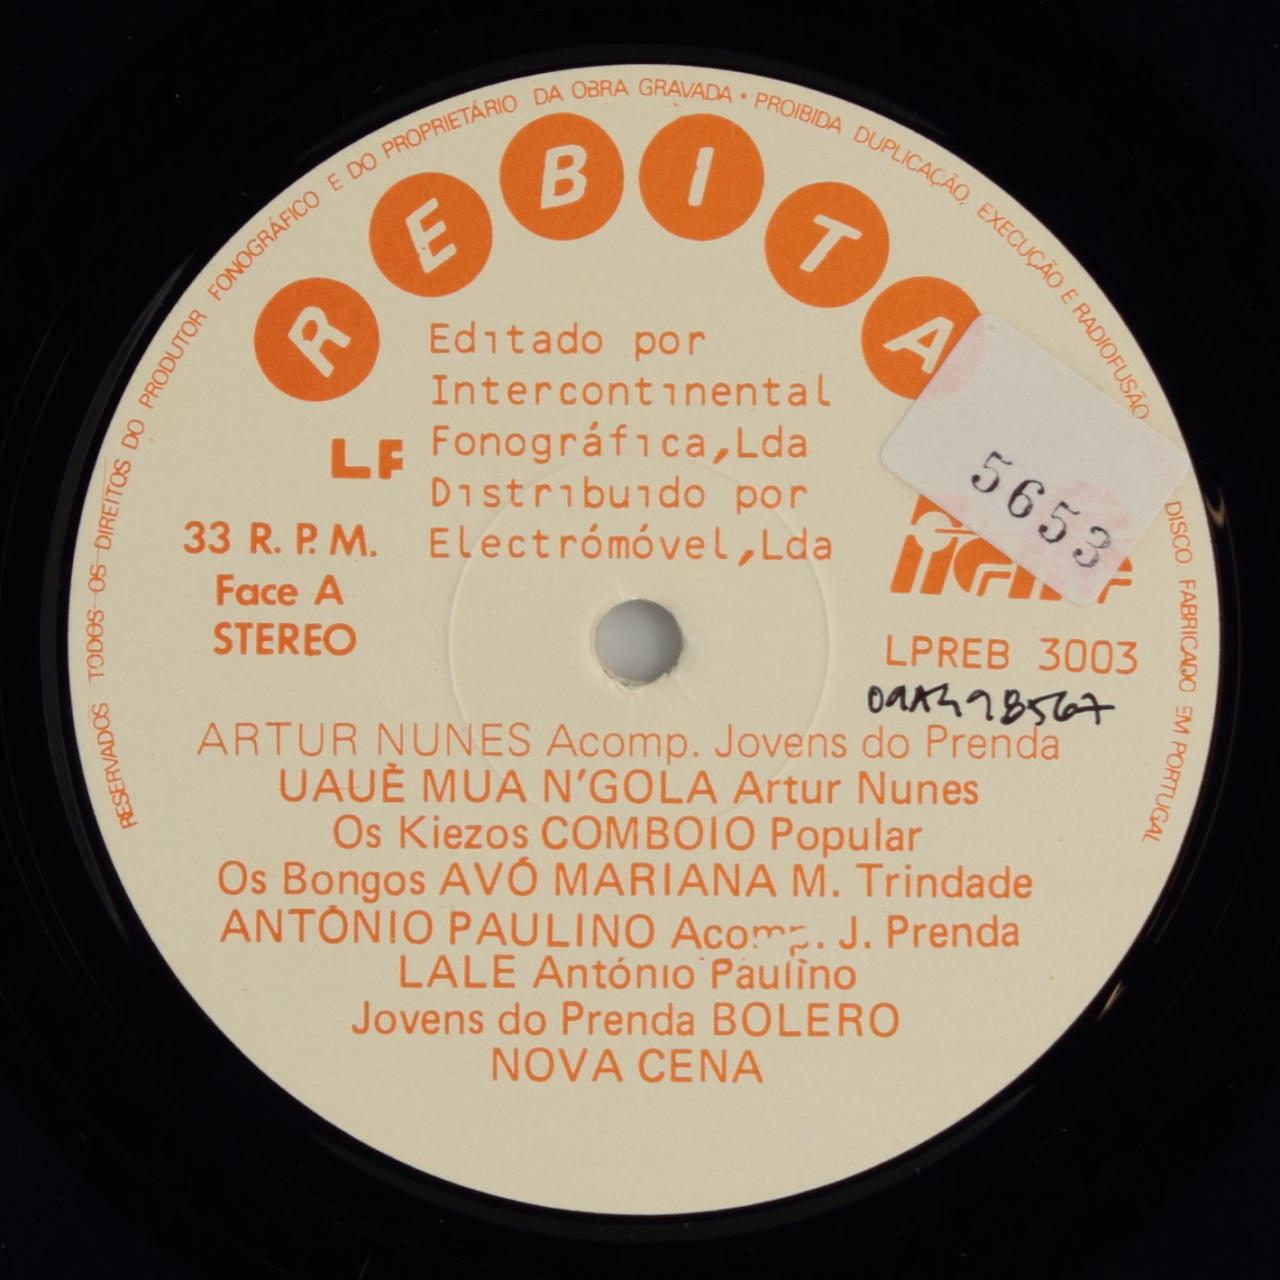 RESERVADOS TODOS OS DIREITOS DO PRODUTOR FONOGRÁFICO E DO PROPRIETÁRIO DA OBRA GRAVADA • PROIBIDA DUPLICAÇÃO, EXECUÇÃO E RADIOFUSÃO DISCO FABRICADO EM PORTUGAL
REBITA
Editado por
Intercontinental
Fonográfica,Lda
Distribuido por
Electrómóvel,Lda
33 R. P. M.
Face A
STEREO
5653
LPREB 3003
ARTUR NUNES Acomp. Jovens do Prenda
UAUÈ MUA N'GOLA Artur Nunes
Os Kiezos COMBOIO Popular
Os Bongos AVÓ MARIANA M. Trindade
ANTÓNIO PAULINO Acomp. J. Prenda
LALE António Paulino
Jovens do Prenda BOLERO
NOVA CENA